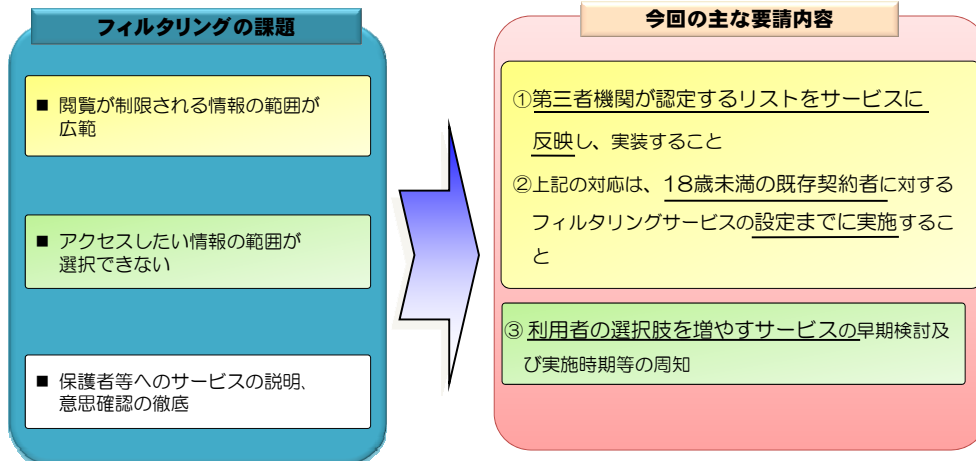 フィルタリングの課題
■ 閲覧が制限される情報の範囲が
広範
■ アクセスしたい情報の範囲が
選択できない
■ 保護者等へのサービスの説明、
意思確認の徹底
今回の主な要請内容
①第三者機関が認定するリストをサービスに
反映し、実装すること
②上記の対応は、18歳未満の既存契約者に対する
フィルタリングサービスの設定までに実施するこ
と
③ 利用者の選択肢を増やすサービスの早期検討及
び実施時期等の周知